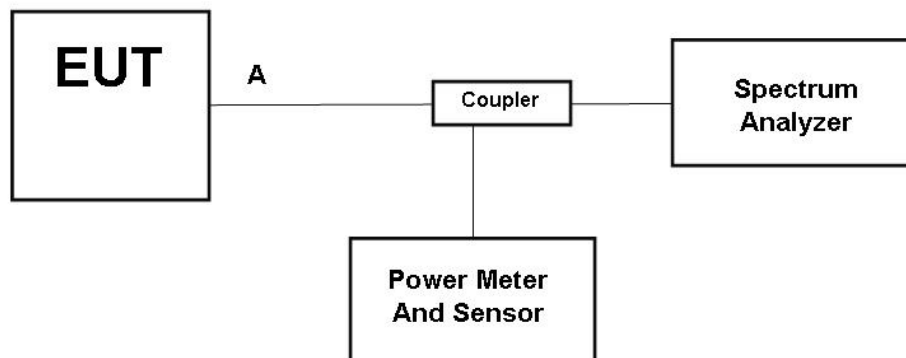 EUT
A
Coupler
Spectrum
Analyzer
Power Meter
And Sensor